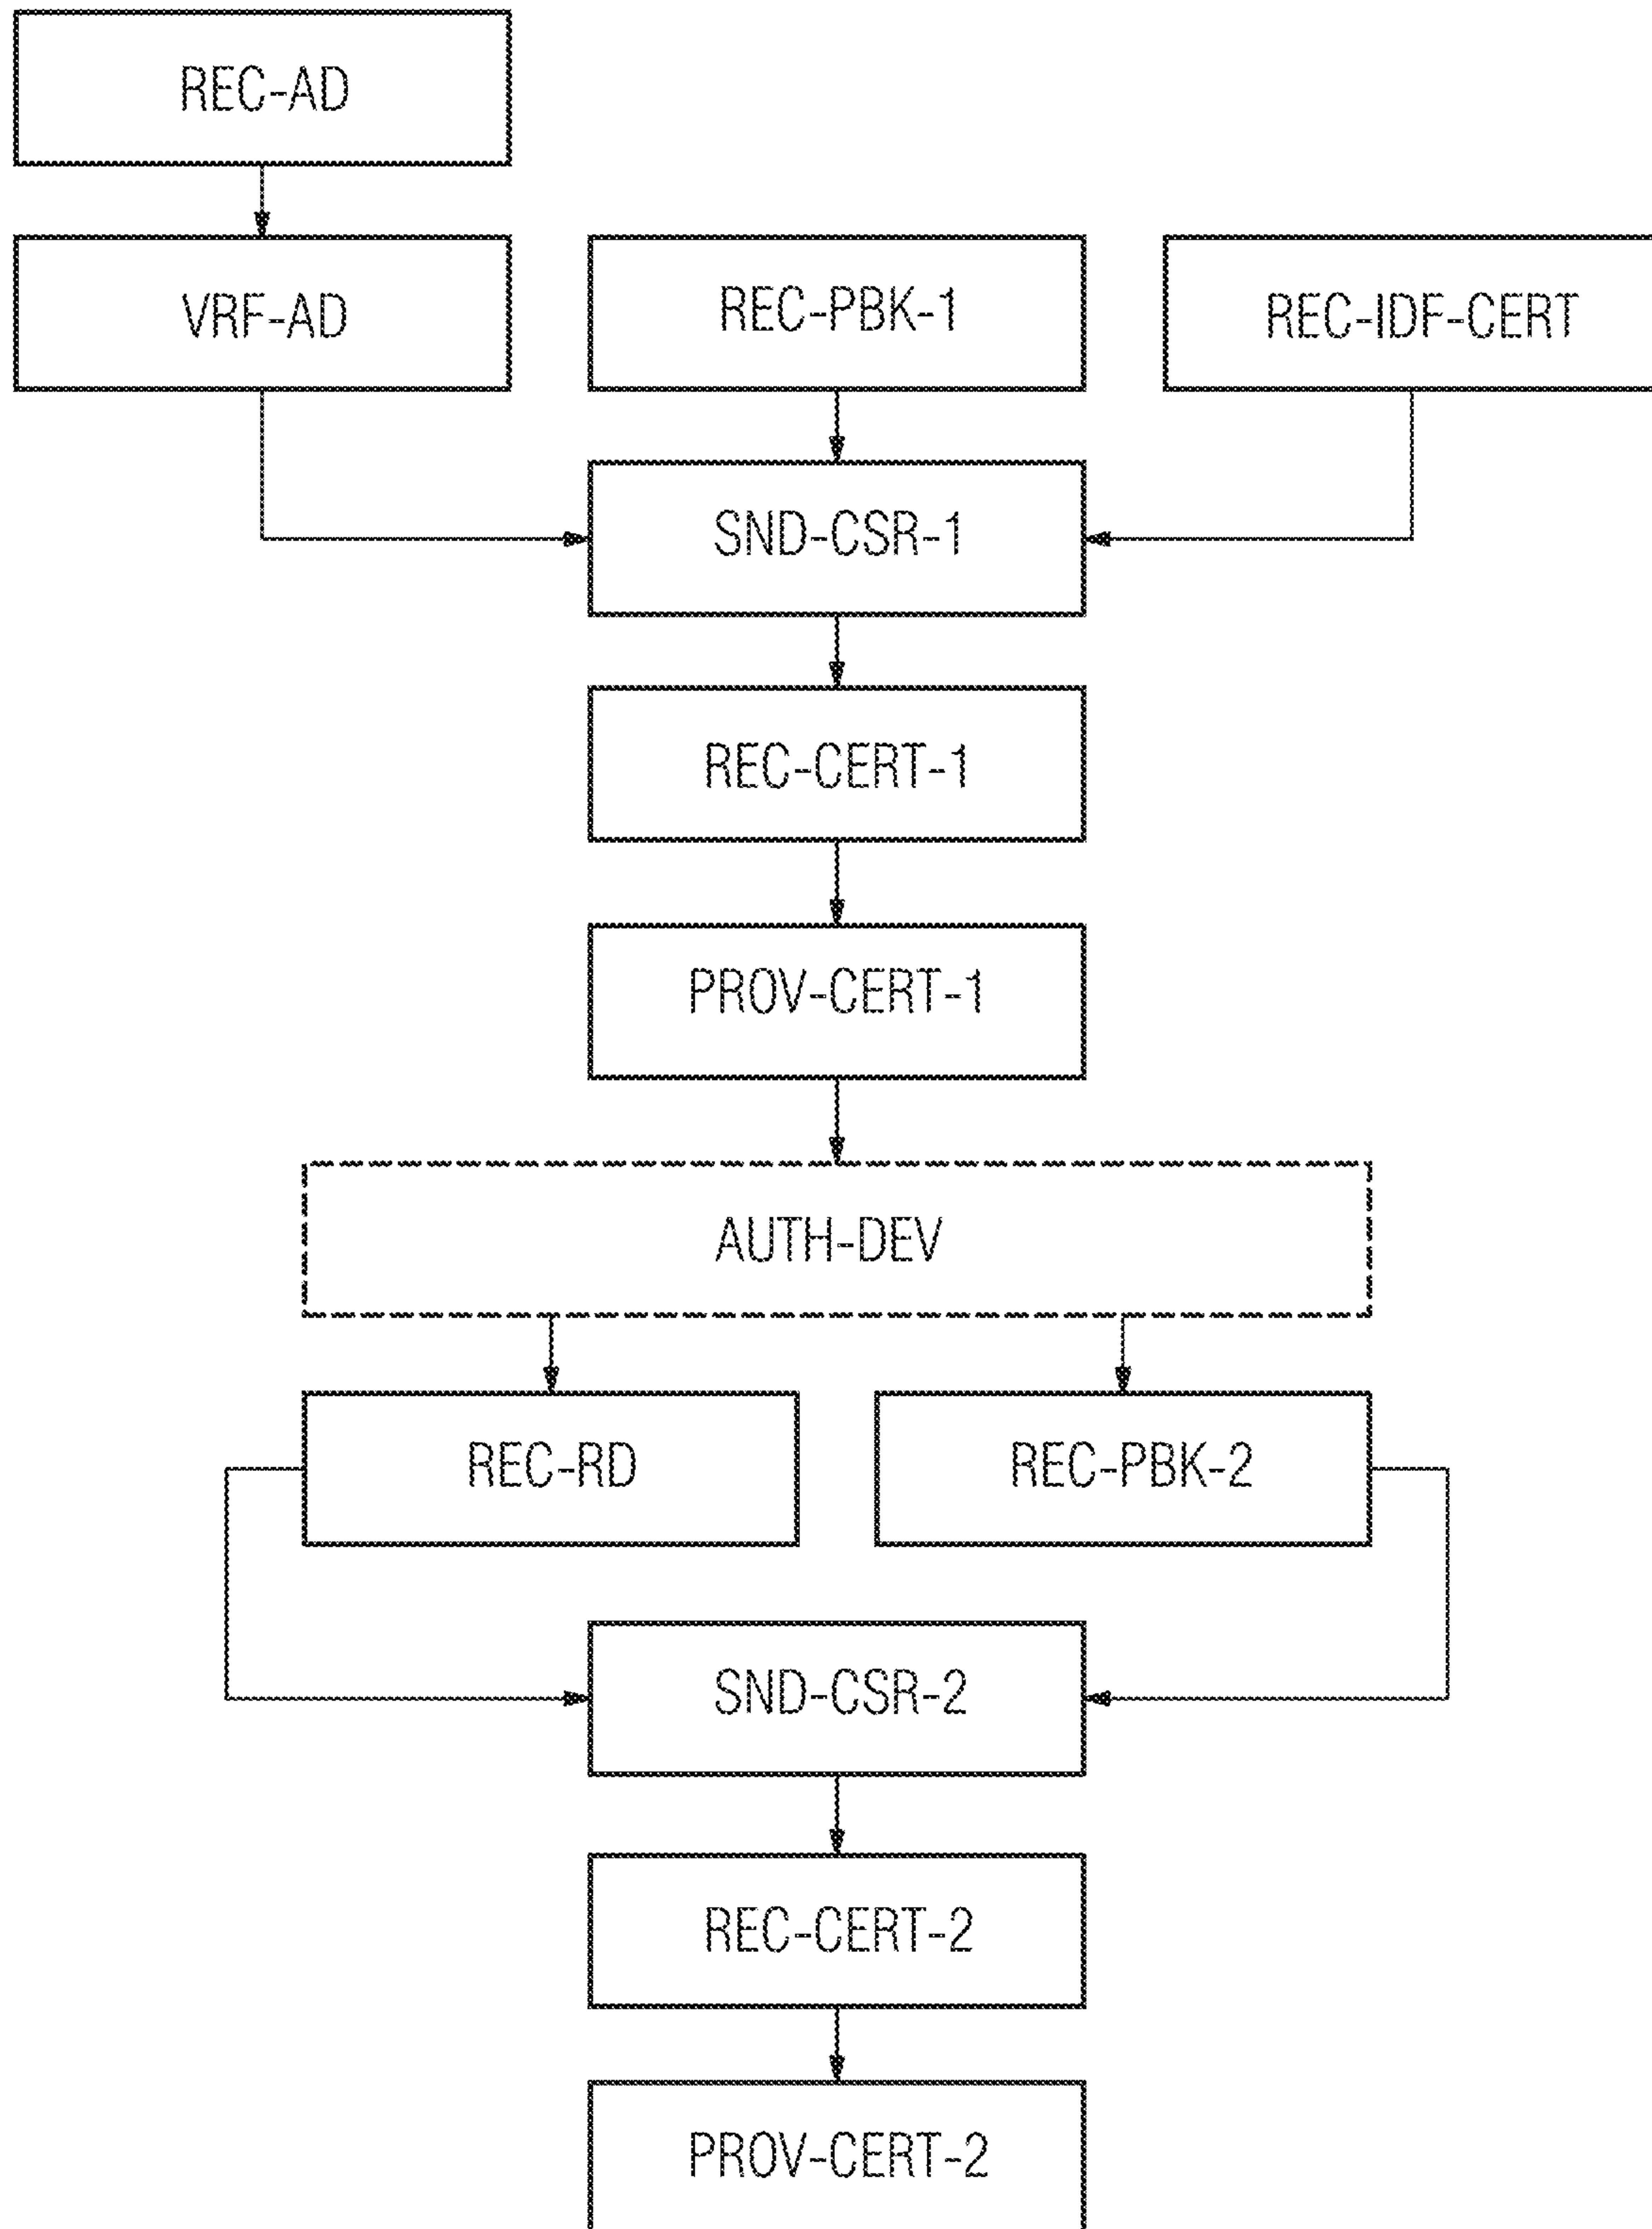 REC-AD
VRF-AD
REC-PBK-1
REC-IDF-CERT
SND-CSR-1
REC-CERT-1
PROV-CERT-1
AUTH-DEV
REC-RD
REC-PBK-2
SND-CSR-2
REC-CERT-2
PROV-CERT-2